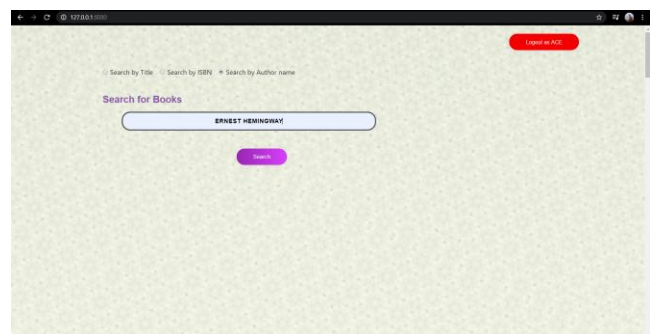 127.0.0.1:8080
Logout as ACE
Search by Title Search by ISBN Search by Author name
Search for Books
ERNEST HEMINGWAY
Search